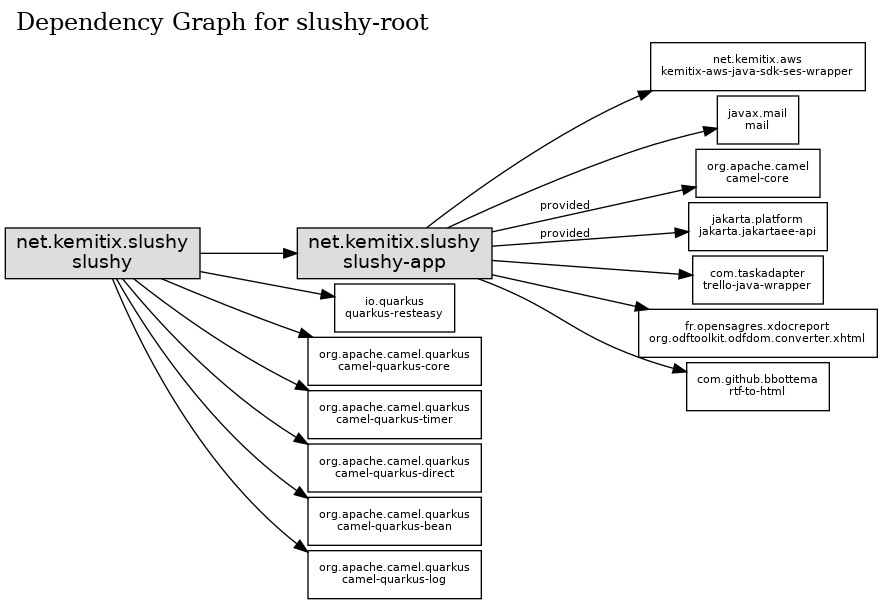 Dependency Graph for slushy-root
net.kemitix.aws
kemitix-aws-java-sdk-ses-wrapper
javax.mail
mail
org.apache.camel
camel-core
provided
jakarta.platform
jakarta.jakartaee-api
provided
net.kemitix.slushy
slushy
net.kemitix.slushy
slushy-app
com.taskadapter
trello-java-wrapper
io.quarkus
quarkus-resteasy
fr.opensagres.xdocreport
org.odftoolkit.odfdom.converter.xhtml
org.apache.camel.quarkus
camel-quarkus-core
com.github.bbottema
rtf-to-html
org.apache.camel.quarkus
camel-quarkus-timer
org.apache.camel.quarkus
camel-quarkus-direct
org.apache.camel.quarkus
camel-quarkus-bean
org.apache.camel.quarkus
camel-quarkus-log